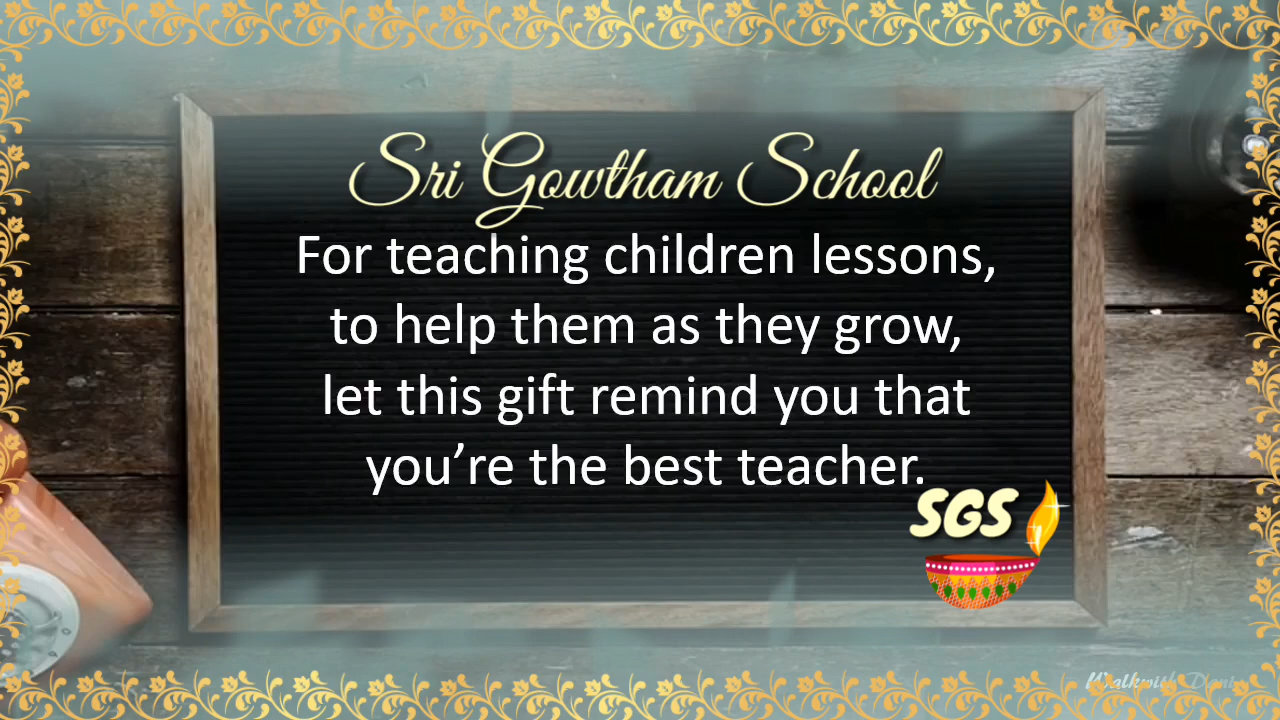 Sri Gowtham School
For teaching children lessons,
to help them as they grow,
let this gift remind you that
you’re the best teacher.
SGS